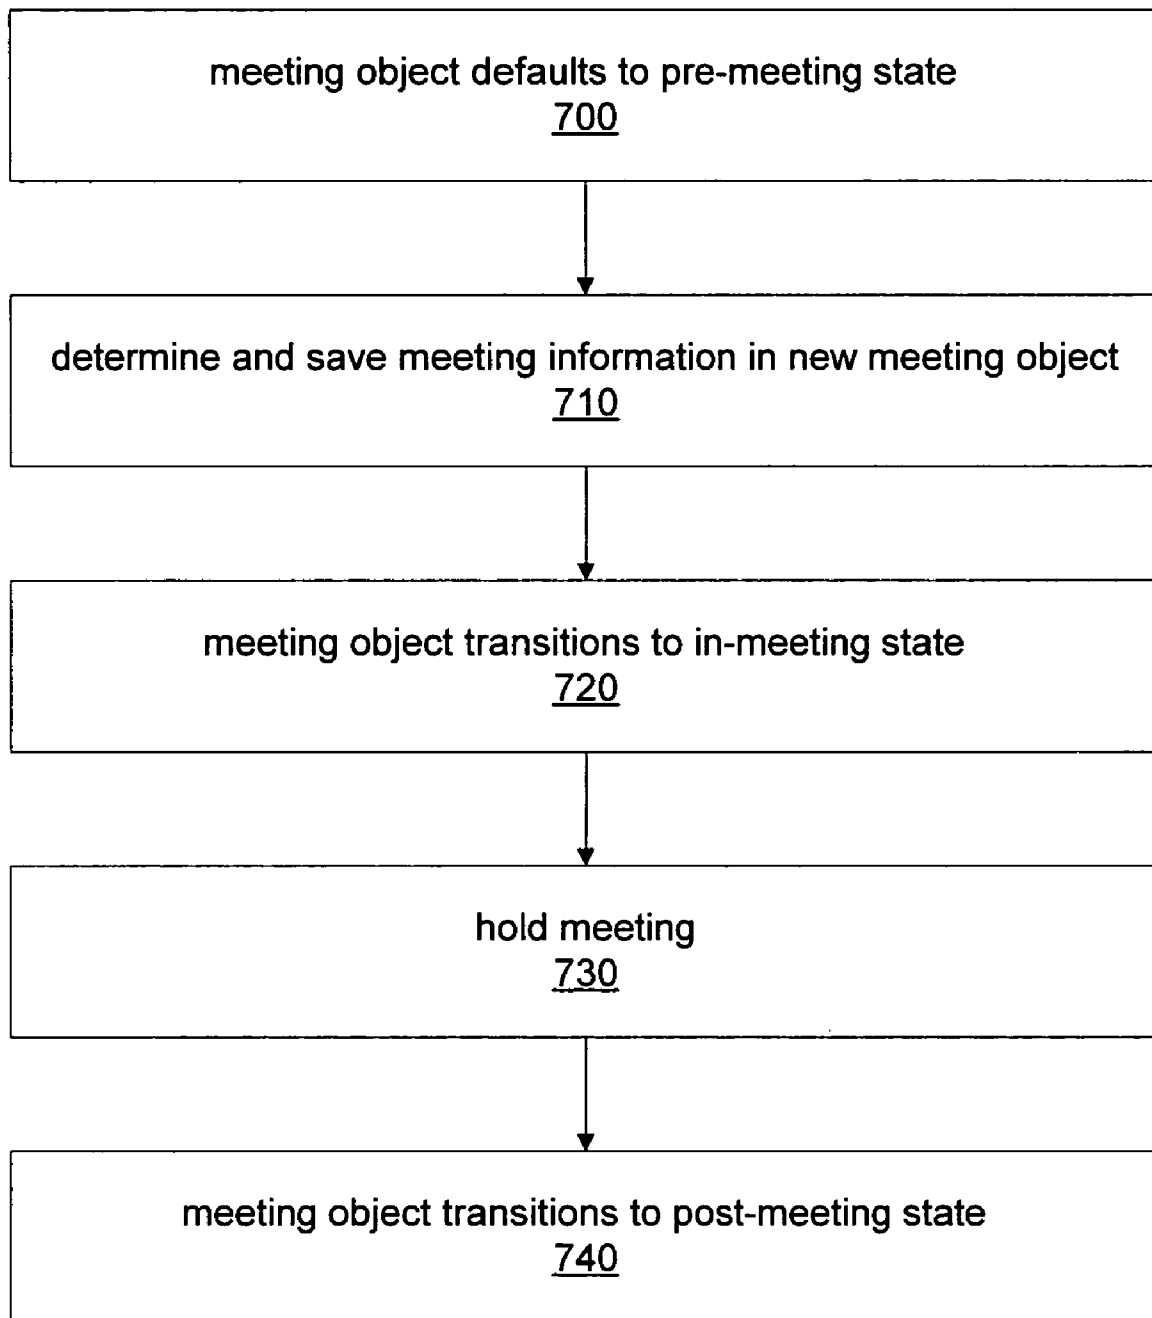 meeting object defaults to pre-meeting state
700
determine and save meeting information in new meeting object
710
meeting object transitions to in-meeting state
720
hold meeting
730
meeting object transitions to post-meeting state
740